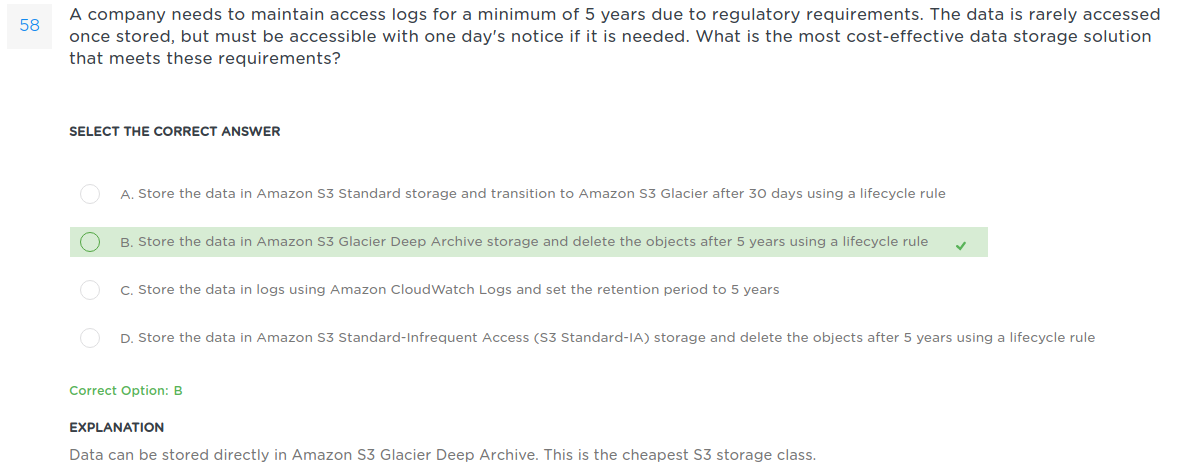 58
A company needs to maintain access logs for a minimum of 5 years due to regulatory requirements. The data is rarely accessed
once stored, but must be accessible with one day's notice if it is needed. What is the most cost-effective data storage solution
that meets these requirements?
SELECT THE CORRECT ANSWER
A. Store the data in Amazon S3 Standard storage and transition to Amazon S3 Glacier after 30 days using a lifecycle rule
B. Store the data in Amazon S3 Glacier Deep Archive storage and delete the objects after 5 years using a lifecycle rule
C. Store the data in logs using Amazon CloudWatch Logs and set the retention period to 5 years
D. Store the data in Amazon S3 Standard-Infrequent Access (S3 Standard-IA) storage and delete the objects after 5 years using a lifecycle rule
Correct Option: B
EXPLANATION
Data can be stored directly in Amazon S3 Glacier Deep Archive. This is the cheapest S3 storage class.